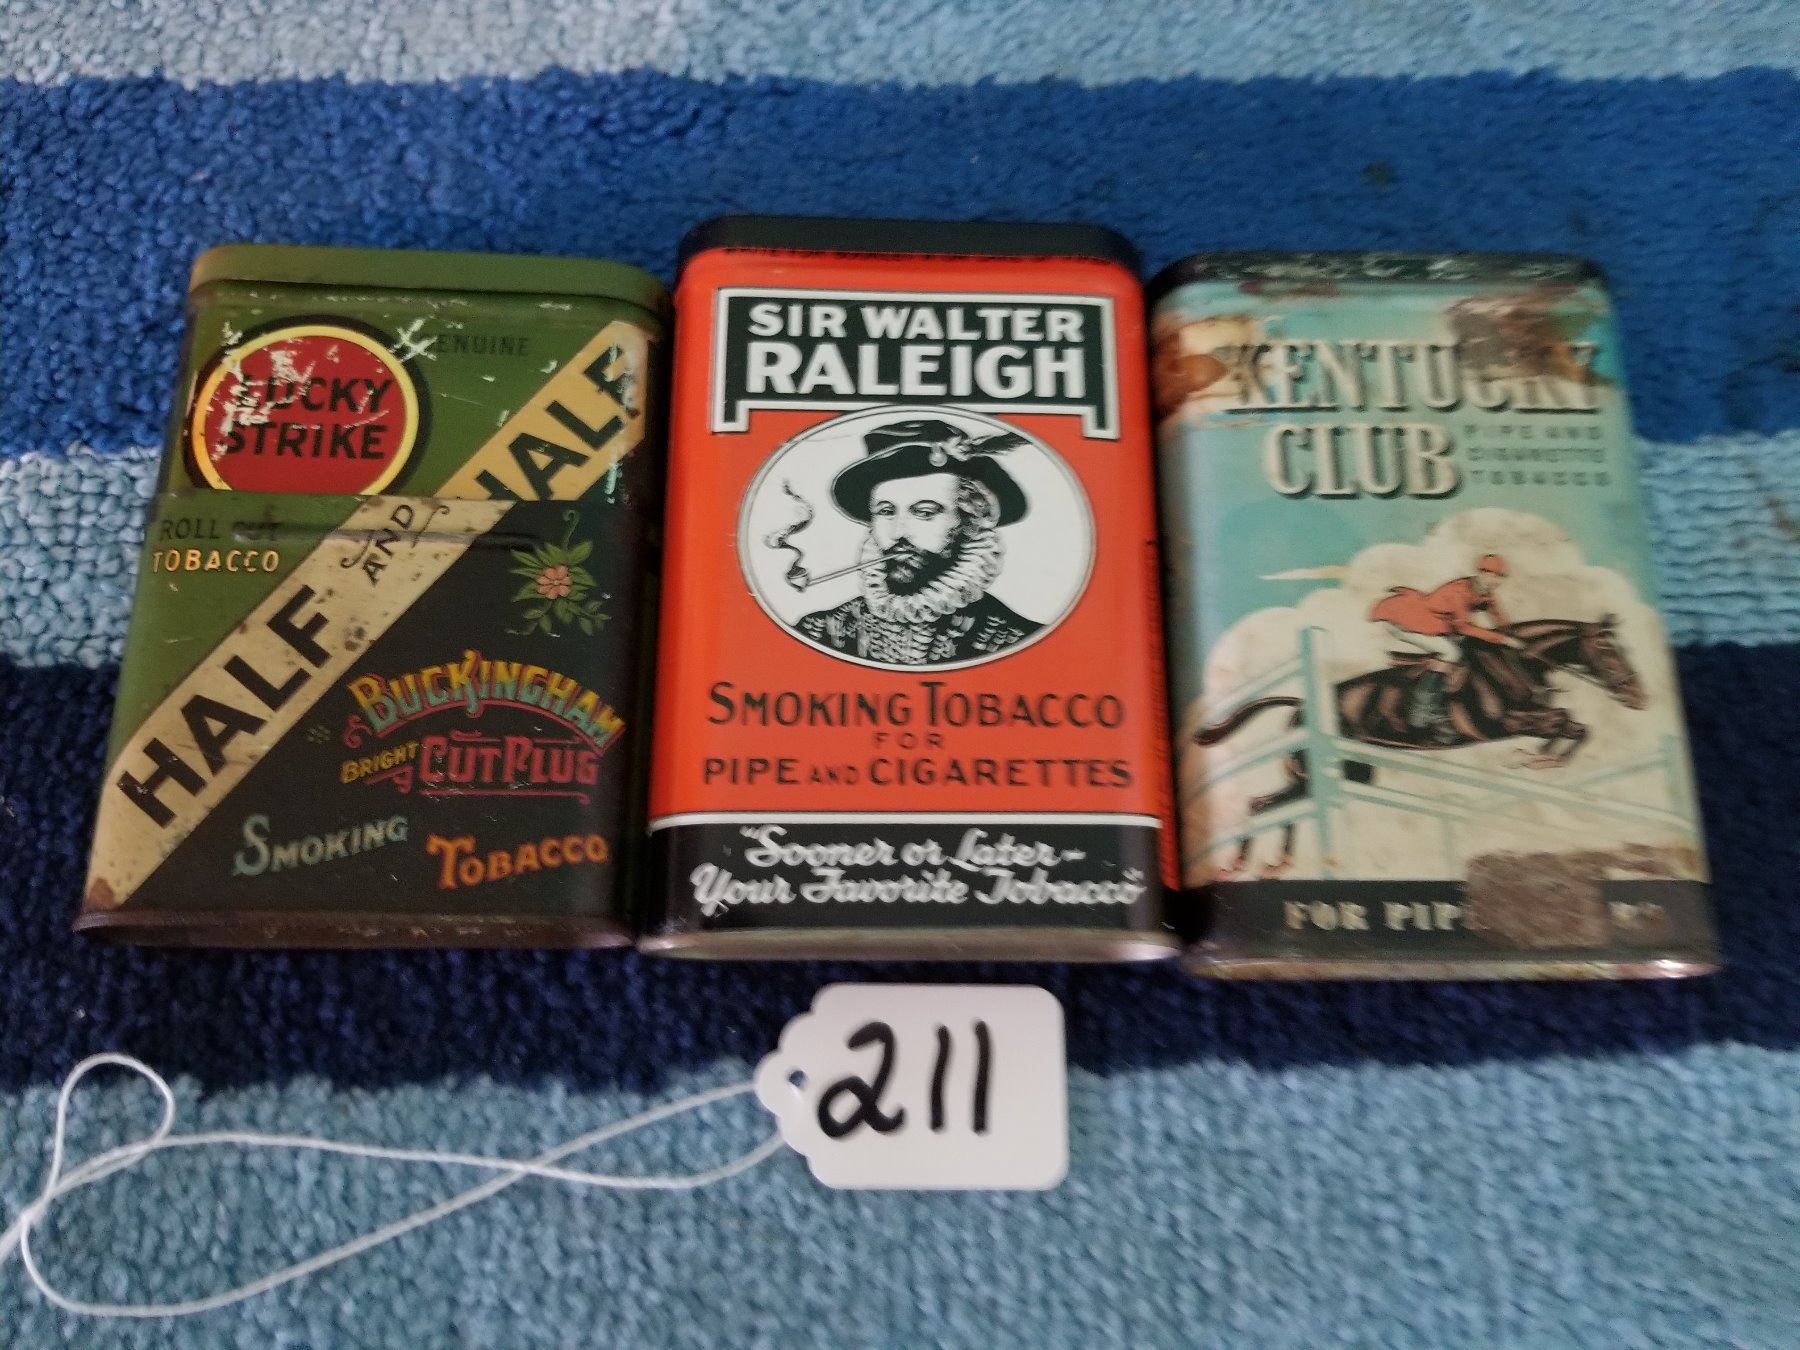 LUCKY
STRIKE
GENUINE
ROLL CUT
TOBACCO
HALF AND HALF
BUCKINGHAM
BRIGHT CUT PLUG
SMOKING TOBACCO
SIR WALTER
RALEIGH
SMOKING TOBACCO
FOR
PIPE AND CIGARETTES
"Sooner or Later-
Your Favorite Tobacco"
KENTUCKY
CLUB
PIPE AND
CIGARETTE
TOBACCO
FOR
211